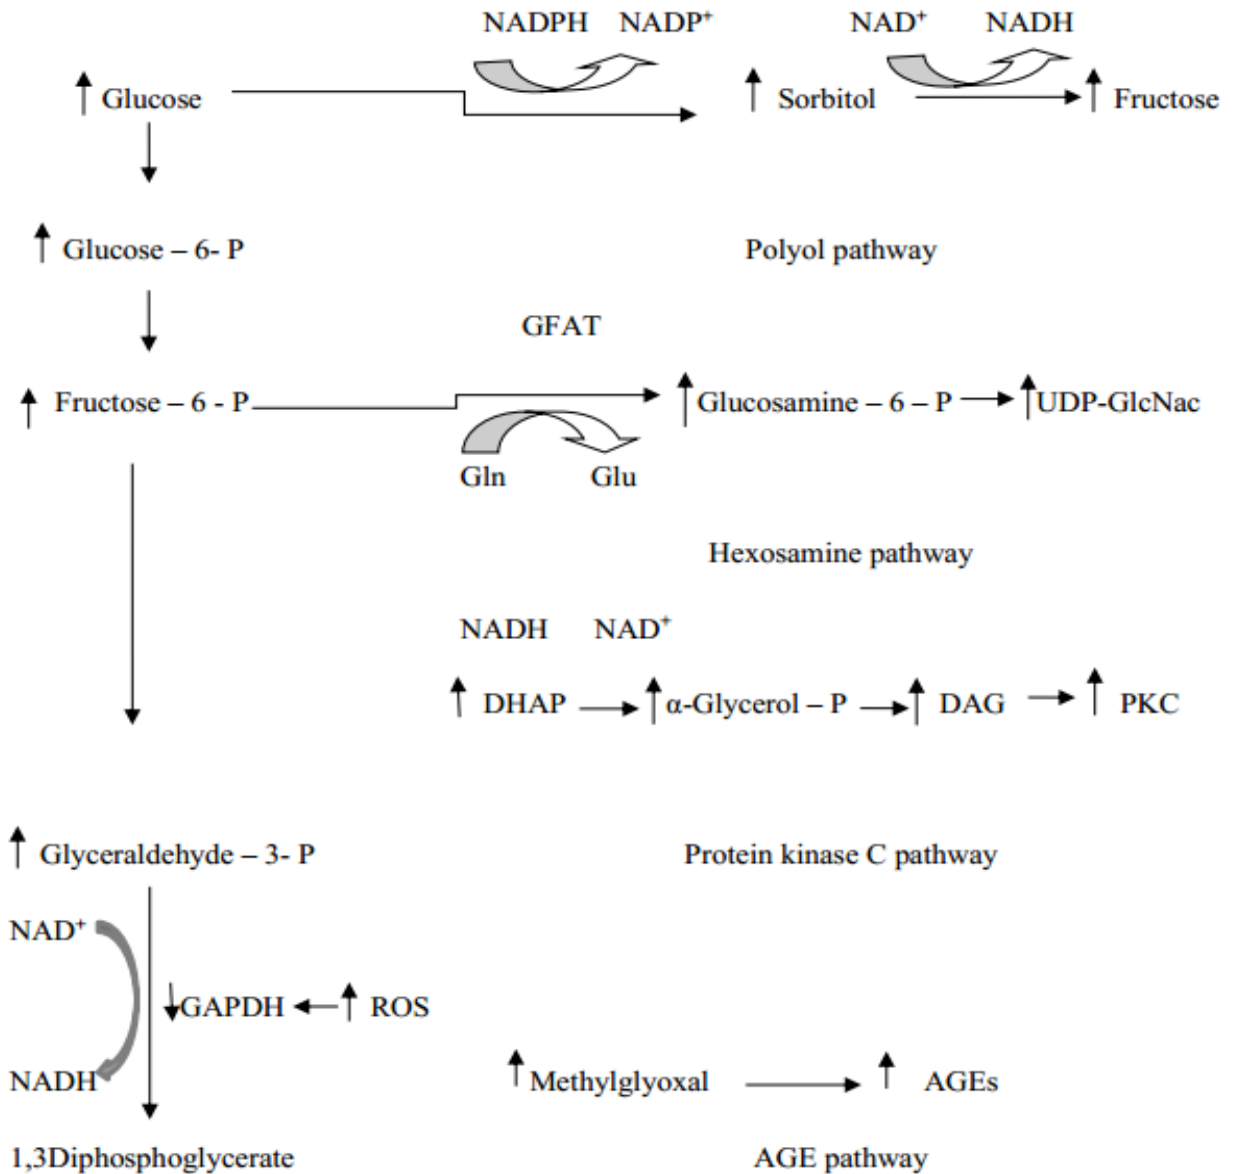 NADPH NADP⁺ NAD⁺ NADH
Glucose Sorbitol Fructose
Glucose – 6- P Polyol pathway
GFAT
Fructose – 6 - P Glucosamine – 6 – P UDP-GlcNac
Gln Glu
Hexosamine pathway
NADH NAD⁺
DHAP α-Glycerol – P DAG PKC
Glyceraldehyde – 3- P Protein kinase C pathway
NAD⁺
GAPDH ROS
NADH Methylglyoxal AGEs
1,3Diphosphoglycerate AGE pathway